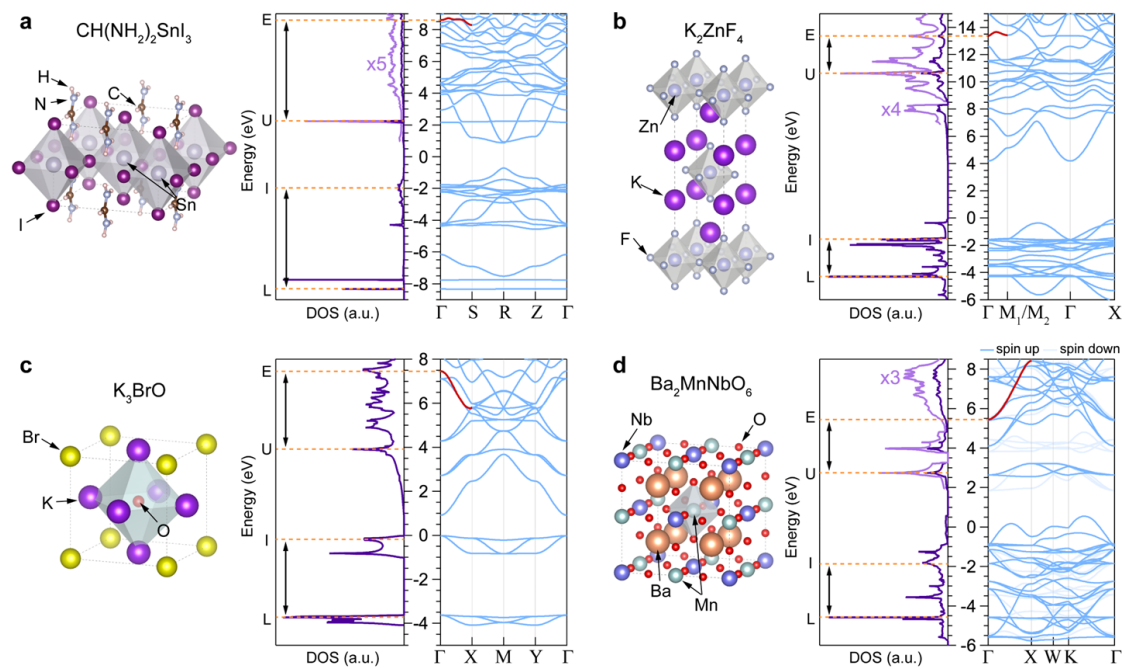 a
CH(NH₂)₂SnI₃
H
N
C
Sn
I
Energy (eV)
E
U
I
L
x5
DOS (a.u.)
8
6
4
2
0
-2
-4
-6
-8
Γ S R Z Γ
b
K₂ZnF₄
Zn
K
F
Energy (eV)
E
U
I
L
x4
DOS (a.u.)
14
12
10
8
6
4
2
0
-2
-4
-6
Γ M₁/M₂ Γ X
c
K₃BrO
Br
K
O
Energy (eV)
E
U
I
L
DOS (a.u.)
8
6
4
2
0
-2
-4
Γ X M Y Γ
d
Ba₂MnNbO₆
Nb
O
Ba
Mn
Energy (eV)
E
U
I
L
x3
DOS (a.u.)
spin up spin down
8
6
4
2
0
-2
-4
-6
Γ X W K Γ